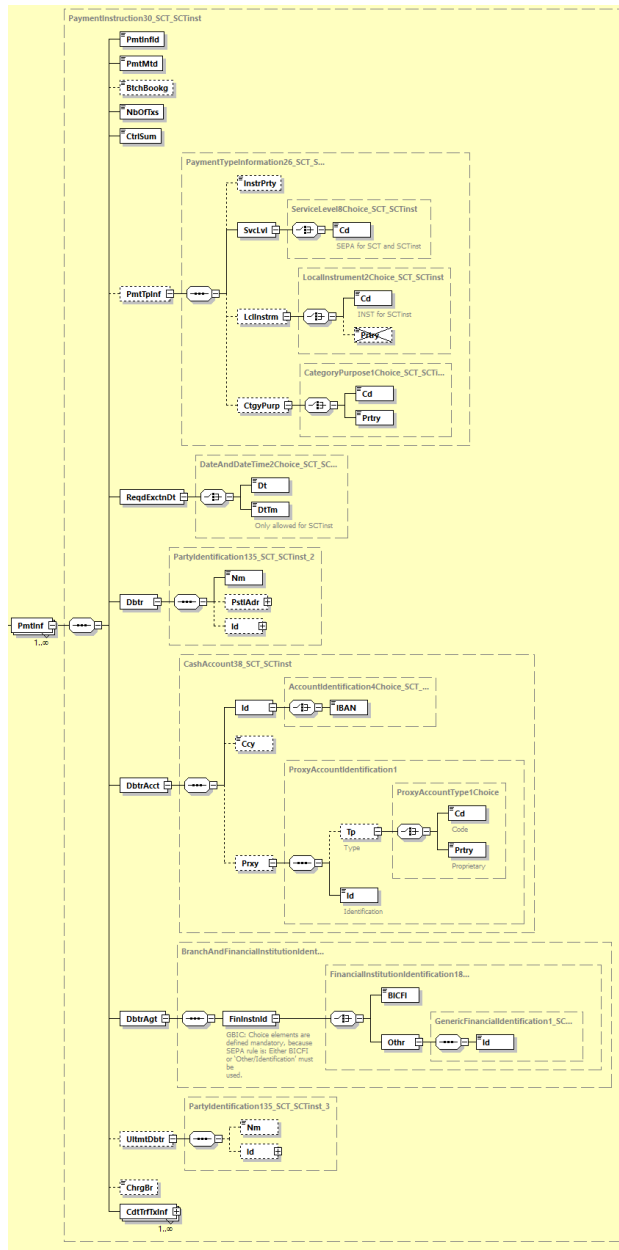 PaymentInstruction30_SCT_SCTinst
PmtInfId
PmtMtd
BtchBookg
NbOfTxs
CtrlSum
PaymentTypeInformation26_SCT_S...
InstrPrty
ServiceLevel8Choice_SCT_SCTinst
SvcLvl
Cd
SEPA for SCT and SCTinst
PmtTpInf
LocalInstrument2Choice_SCT_SCTinst
Cd
INST for SCTinst
LclInstrm
Prtry
CategoryPurpose1Choice_SCT_SCTi...
Cd
CtgyPurp
Prtry
DateAndDateTime2Choice_SCT_SC...
Dt
ReqdExctnDt
DtTm
Only allowed for SCTinst
PartyIdentification135_SCT_SCTinst_2
Nm
Dbtr
PstlAdr
Id
PmtInf
1..∞
CashAccount38_SCT_SCTinst
AccountIdentification4Choice_SCT_...
Id
IBAN
Ccy
ProxyAccountIdentification1
ProxyAccountType1Choice
DbtrAcct
Cd
Code
Tp
Type
Prtry
Proprietary
Prxy
Id
Identification
BranchAndFinancialInstitutionIdent...
FinancialInstitutionIdentification18...
BICFI
DbtrAgt
FinInstnId
GBIC: Choice elements are
defined mandatory, because
SEPA rule is: Either BICFI
or 'Other/Identification' must
be
used.
GenericFinancialIdentification1_SC...
Othr
Id
PartyIdentification135_SCT_SCTinst_3
Nm
UltmtDbtr
Id
ChrgBr
CdtTrfTxInf
1..∞